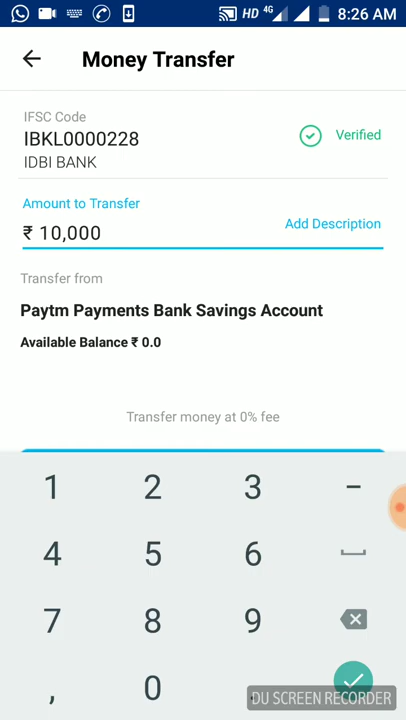 HD 4G 8:26 AM
Money Transfer
IFSC Code
IBKL0000228
Verified
IDBI BANK
Amount to Transfer
₹ 10,000
Add Description
Transfer from
Paytm Payments Bank Savings Account
Available Balance ₹ 0.0
Transfer money at 0% fee
1 2 3 –
4 5 6
7 8 9
, 0 .
DU SCREEN RECORDER